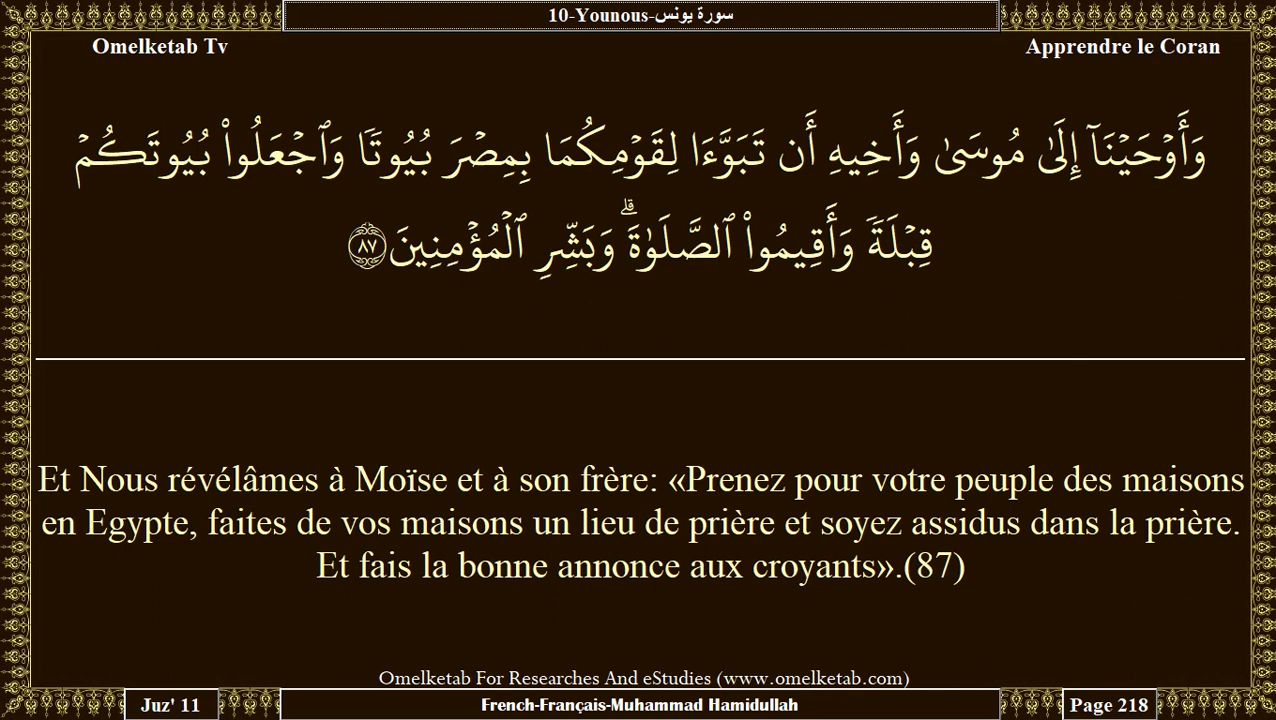 10-Younous-سورة يونس
Omelketab Tv
Apprendre le Coran
وَأَوْحَيْنَآ إِلَىٰ مُوسَىٰ وَأَخِيهِ أَن تَبَوَّءَا لِقَوْمِكُمَا بِمِصْرَ بُيُوتًا وَٱجْعَلُوا۟ بُيُوتَكُمْ
قِبْلَةً وَأَقِيمُوا۟ ٱلصَّلَوٰةَ ۗ وَبَشِّرِ ٱلْمُؤْمِنِينَ ٨٧
Et Nous révélâmes à Moïse et à son frère: «Prenez pour votre peuple des maisons
en Egypte, faites de vos maisons un lieu de prière et soyez assidus dans la prière.
Et fais la bonne annonce aux croyants».(87)
Omelketab For Researches And eStudies (www.omelketab.com)
Juz' 11
French-Français-Muhammad Hamidullah
Page 218